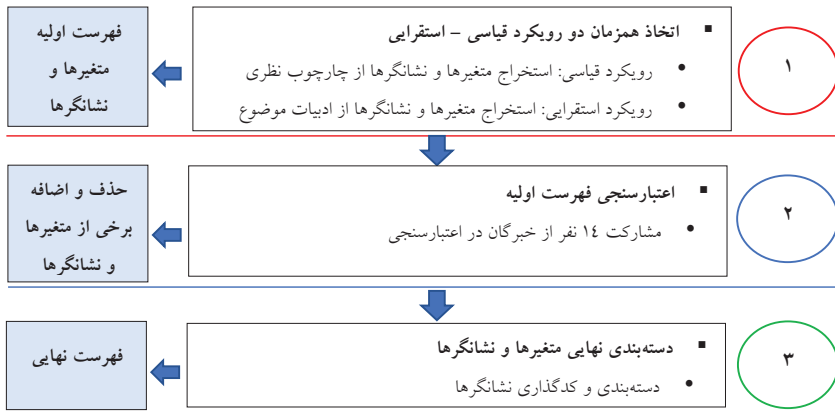 ۱
▪ اتخاذ همزمان دو رویکرد قیاسی – استقرایی
• رویکرد قیاسی: استخراج متغیرها و نشانگرها از چارچوب نظری
• رویکرد استقرایی: استخراج متغیرها و نشانگرها از ادبیات موضوع
فهرست اولیه
متغیرها و
نشانگرها
۲
▪ اعتبارسنجی فهرست اولیه
• مشارکت ۱٤ نفر از خبرگان در اعتبارسنجی
حذف و اضافه
برخی از متغیرها
و نشانگرها
۳
▪ دسته‌بندی نهایی متغیرها و نشانگرها
• دسته‌بندی و کدگذاری نشانگرها
فهرست نهایی